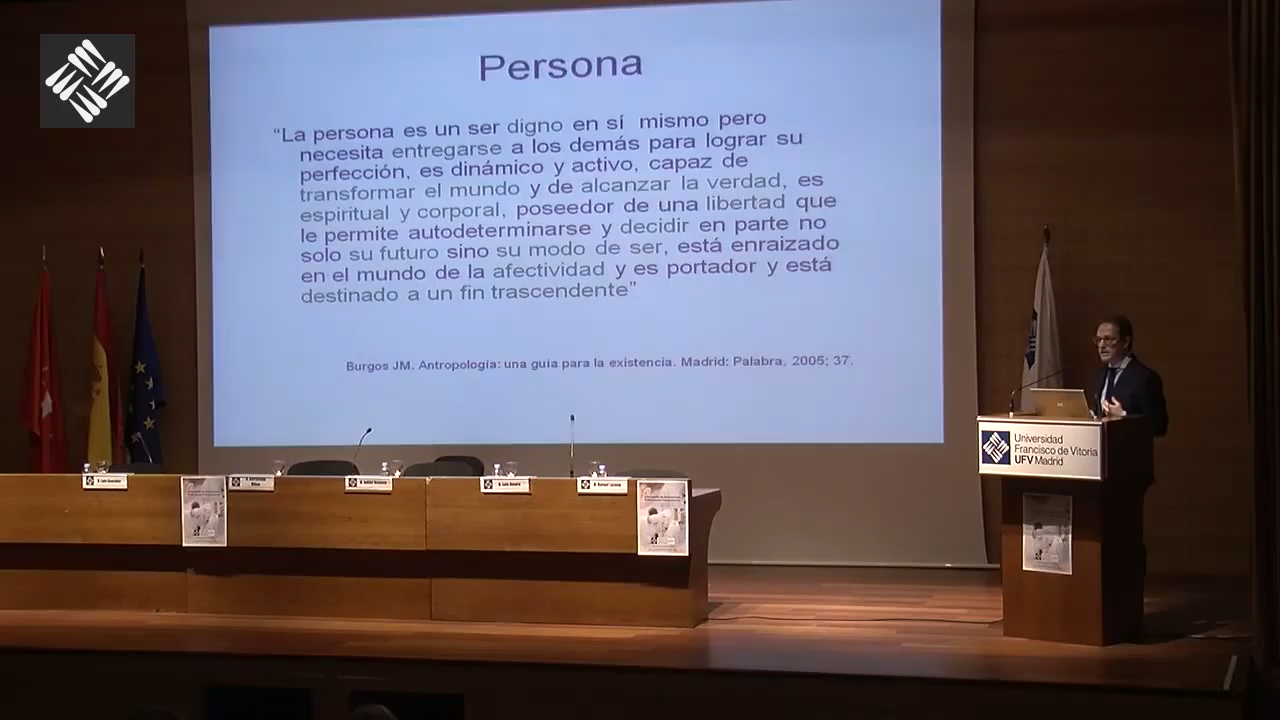 Persona
“La persona es un ser digno en sí mismo pero
necesita entregarse a los demás para lograr su
perfección, es dinámico y activo, capaz de
transformar el mundo y de alcanzar la verdad, es
espiritual y corporal, poseedor de una libertad que
le permite autodeterminarse y decidir en parte no
solo su futuro sino su modo de ser, está enraizado
en el mundo de la afectividad y es portador y está
destinado a un fin trascendente”
Burgos JM. Antropología: una guía para la existencia. Madrid: Palabra, 2005; 37.
Universidad
Francisco de Vitoria
UFV Madrid